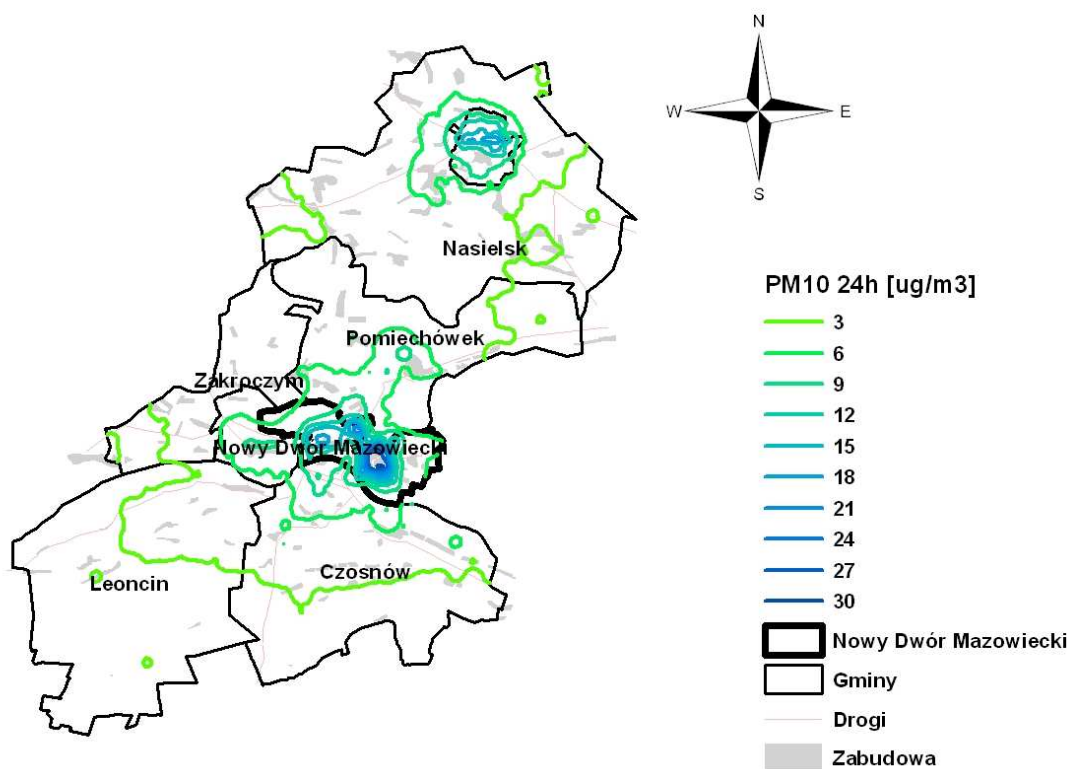 N
W
E
S
Nasielsk
Pomiechówek
Zakroczym
Nowy Dwór Mazowiecki
Czosnów
Leoncin
PM10 24h [ug/m3]
3
6
9
12
15
18
21
24
27
30
Nowy Dwór Mazowiecki
Gminy
Drogi
Zabudowa